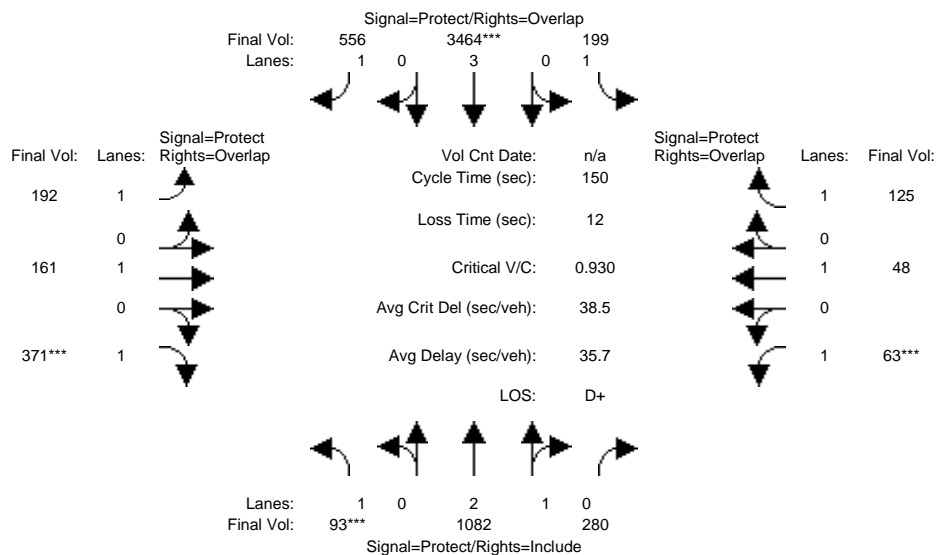 Signal=Protect/Rights=Overlap
Final Vol: 556 3464*** 199
Lanes: 1 0 3 0 1
Signal=Protect Signal=Protect
Final Vol: Lanes: Rights=Overlap Vol Cnt Date: n/a Rights=Overlap Lanes: Final Vol:
Cycle Time (sec): 150
192 1 1 125
Loss Time (sec): 12
0 0
161 1 Critical V/C: 0.930 1 48
0 Avg Crit Del (sec/veh): 38.5 0
371*** 1 Avg Delay (sec/veh): 35.7 1 63***
LOS: D+
Lanes: 1 0 2 1 0
Final Vol: 93*** 1082 280
Signal=Protect/Rights=Include